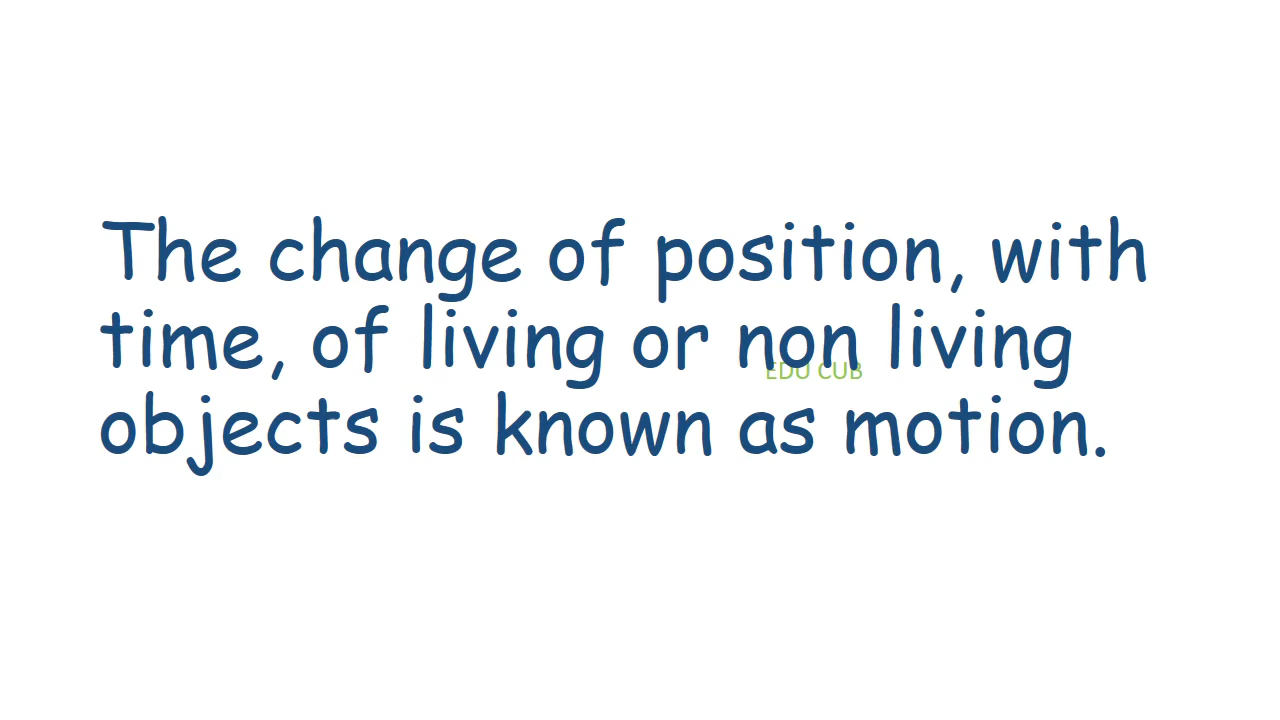 The change of position, with
time, of living or non living
EDU CUB
objects is known as motion.